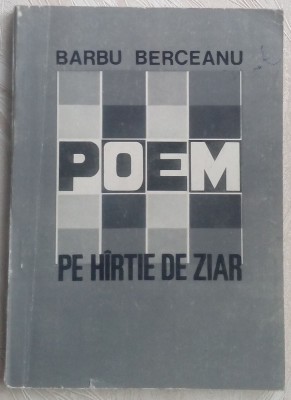 BARBU BERCEANU
POEM
PE HÎRTIE DE ZIAR